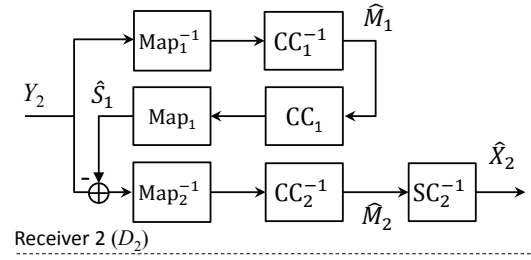 Map₁⁻¹ CC₁⁻¹ M̂₁
Y₂ Ŝ₁ Map₁ CC₁
- Map₂⁻¹ CC₂⁻¹ M̂₂ SC₂⁻¹ X̂₂
Receiver 2 (D₂)